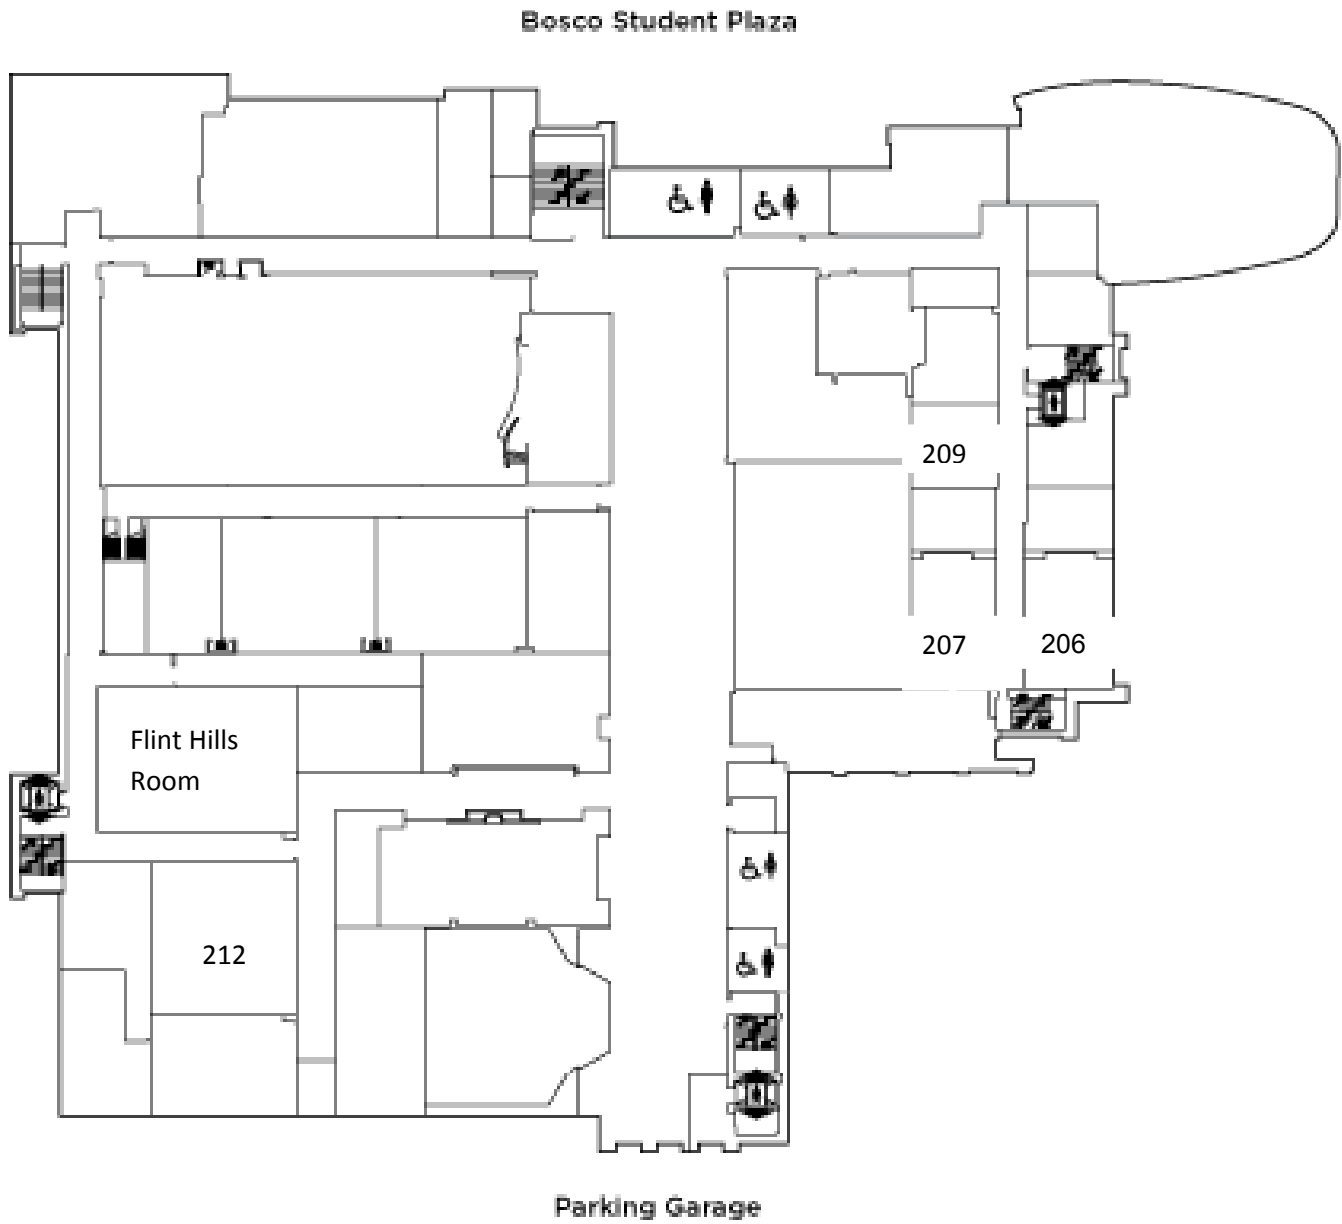 Bosco Student Plaza
209
207
206
Flint Hills
Room
212
Parking Garage